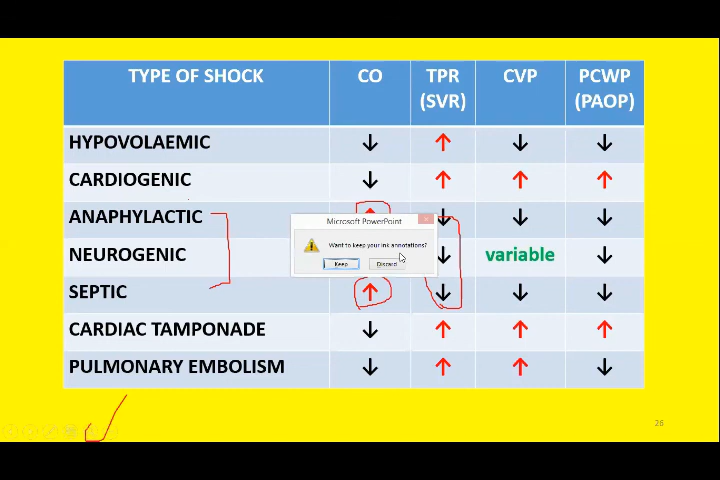 TYPE OF SHOCK CO TPR (SVR) CVP PCWP (PAOP)
HYPOVOLAEMIC ↓ ↑ ↓ ↓
CARDIOGENIC ↓ ↑ ↑ ↑
ANAPHYLACTIC ↑ ↓ ↓ ↓
Microsoft PowerPoint
Want to keep your ink annotations?
Keep Discard
NEUROGENIC ↓ variable ↓
SEPTIC ↑ ↓ ↓ ↓
CARDIAC TAMPONADE ↓ ↑ ↑ ↑
PULMONARY EMBOLISM ↓ ↑ ↑ ↓
26